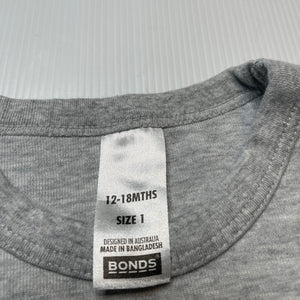 12-18MTHS
SIZE 1
DESIGNED IN AUSTRALIA
MADE IN BANGLADESH
BONDS